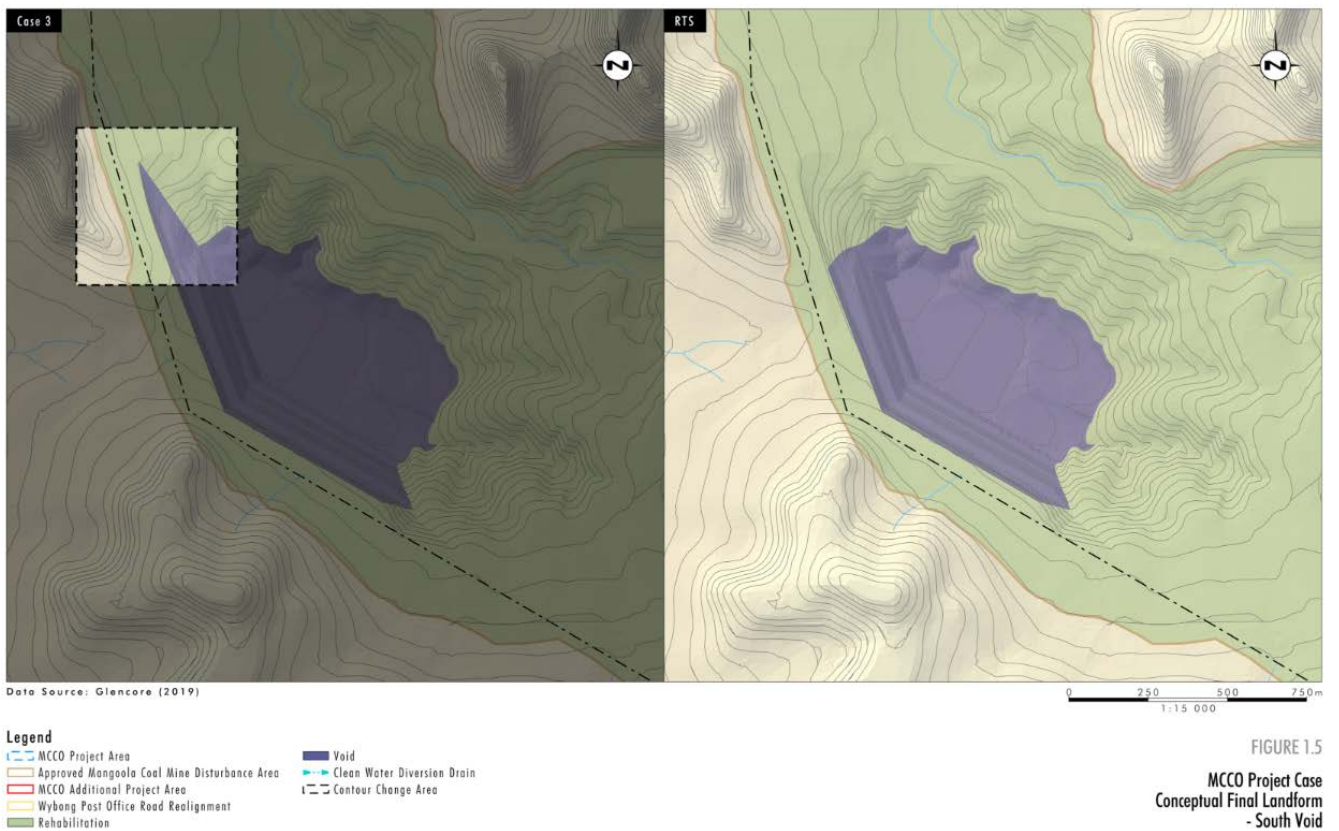 Case 3
RTS
N
N
Data Source: Glencore (2019)
0 250 500 750m
1:15 000
Legend
MCCO Project Area
Approved Mangoola Coal Mine Disturbance Area
MCCO Additional Project Area
Wybong Post Office Road Realignment
Rehabilitation
Void
Clean Water Diversion Drain
Contour Change Area
FIGURE 1.5
MCCO Project Case
Conceptual Final Landform
- South Void